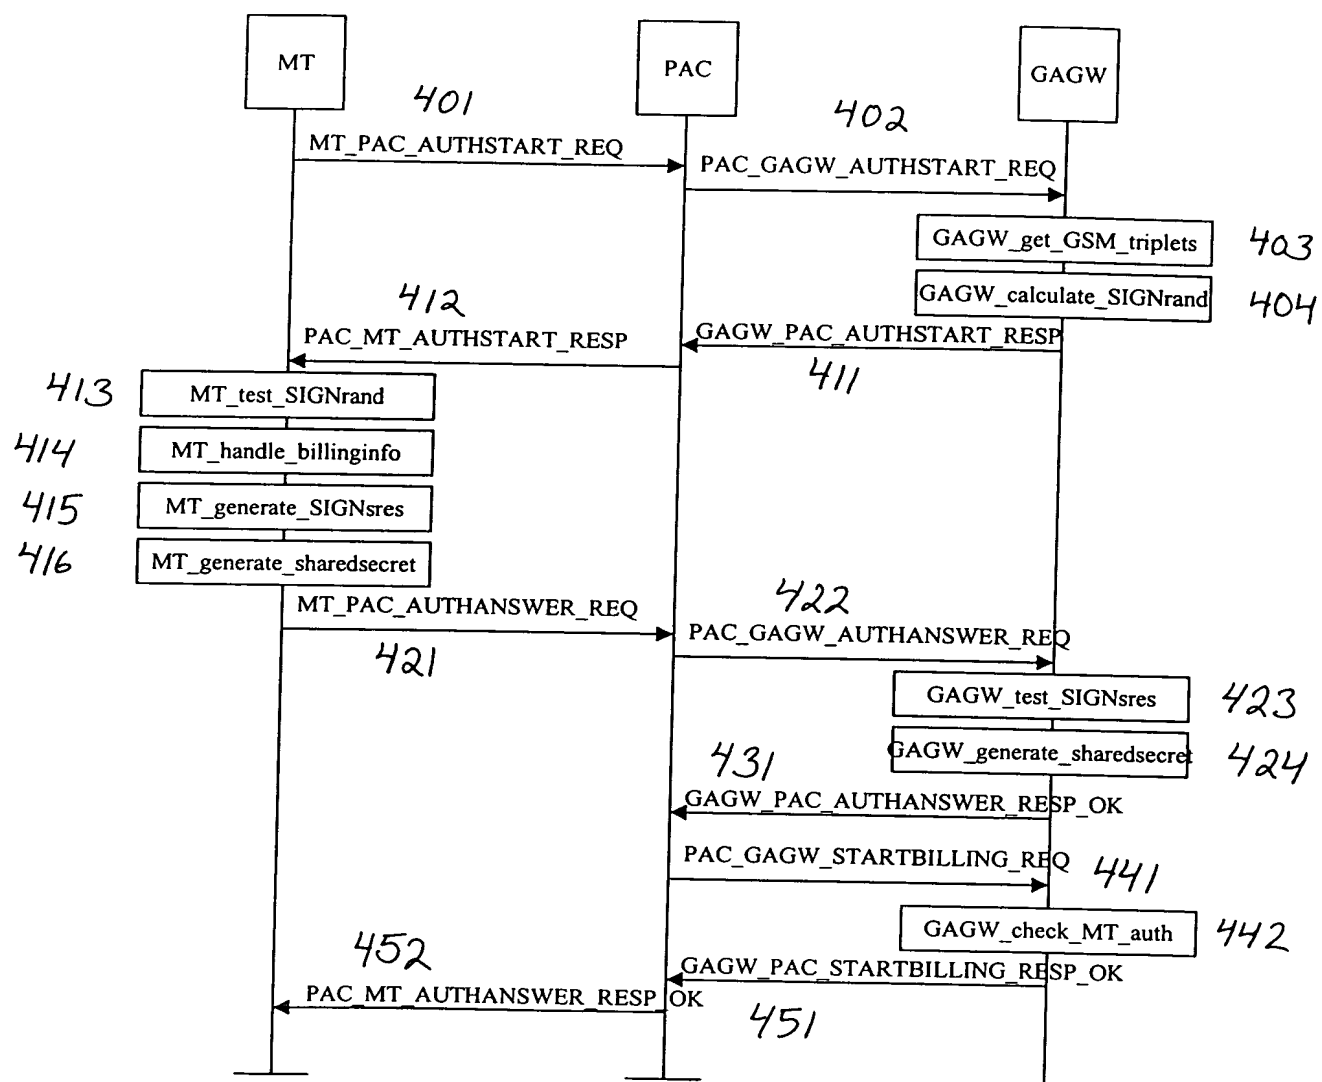 MT
PAC
GAGW
401
402
MT_PAC_AUTHSTART_REQ
PAC_GAGW_AUTHSTART_REQ
GAGW_get_GSM_triplets
403
GAGW_calculate_SIGNrand
404
412
PAC_MT_AUTHSTART_RESP
GAGW_PAC_AUTHSTART_RESP
411
413
MT_test_SIGNrand
414
MT_handle_billinginfo
415
MT_generate_SIGNsres
416
MT_generate_sharedsecret
MT_PAC_AUTHANSWER_REQ
421
422
PAC_GAGW_AUTHANSWER_REQ
GAGW_test_SIGNsres
423
GAGW_generate_sharedsecret
424
431
GAGW_PAC_AUTHANSWER_RESP_OK
PAC_GAGW_STARTBILLING_REQ
441
GAGW_check_MT_auth
442
452
GAGW_PAC_STARTBILLING_RESP_OK
PAC_MT_AUTHANSWER_RESP_OK
451